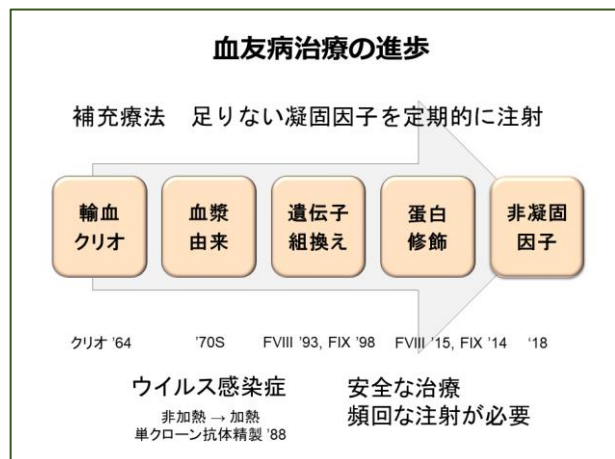 血友病治療の進歩
補充療法　足りない凝固因子を定期的に注射
輸血
クリオ
血漿
由来
遺伝子
組換え
蛋白
修飾
非凝固
因子
クリオ '64
'70S
FVIII '93, FIX '98
FVIII '15, FIX '14
‘18
ウイルス感染症
非加熱 → 加熱
単クローン抗体精製 '88
安全な治療
頻回な注射が必要